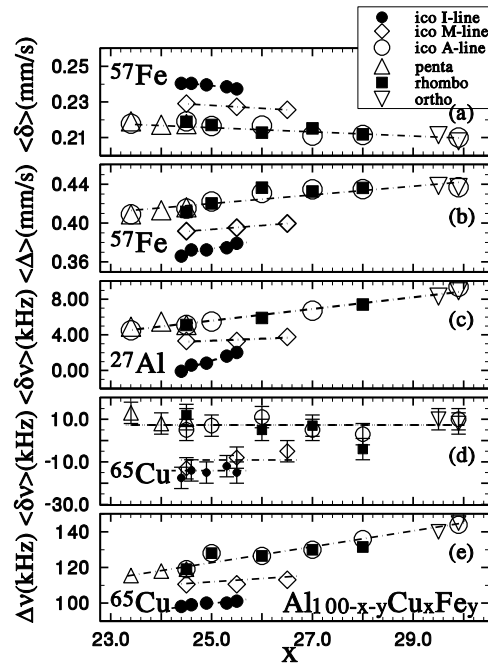 ico I-line
ico M-line
ico A-line
penta
rhombo
ortho
<δ>(mm/s)
0.25
0.23
0.21
57Fe
(a)
<Δ>(mm/s)
0.44
0.40
0.36
57Fe
(b)
<δν>(kHz)
8.00
4.00
0.00
27Al
(c)
<δν>(kHz)
10.0
-10.0
-30.0
65Cu
(d)
Δν(kHz)
140
120
100
65Cu
(e)
Al100-x-yCuxFey
23.0 25.0 27.0 29.0
X